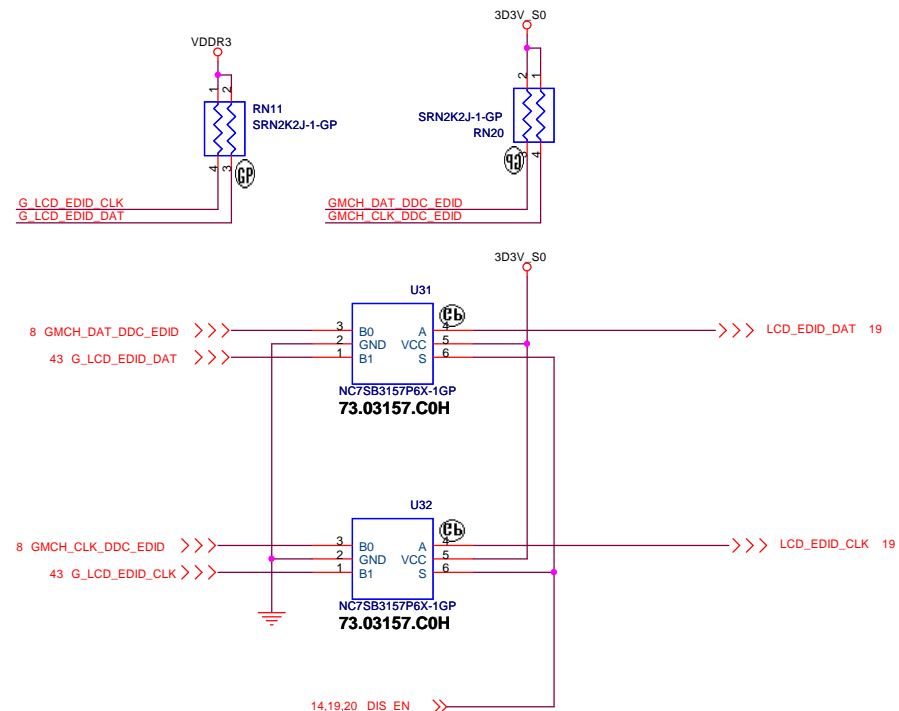 3D3V_S0
VDDR3
1 2
2 1
RN11
SRN2K2J-1-GP
SRN2K2J-1-GP
RN20
4 3
GP
3 4
GP
G_LCD_EDID_CLK
G_LCD_EDID_DAT
GMCH_DAT_DDC_EDID
GMCH_CLK_DDC_EDID
3D3V_S0
U31
GP
8 GMCH_DAT_DDC_EDID
3 B0 A 4
LCD_EDID_DAT 19
2 GND VCC 5
43 G_LCD_EDID_DAT
1 B1 S 6
NC7SB3157P6X-1GP
73.03157.C0H
U32
GP
8 GMCH_CLK_DDC_EDID
3 B0 A 4
LCD_EDID_CLK 19
2 GND VCC 5
43 G_LCD_EDID_CLK
1 B1 S 6
NC7SB3157P6X-1GP
73.03157.C0H
14,19,20 DIS_EN